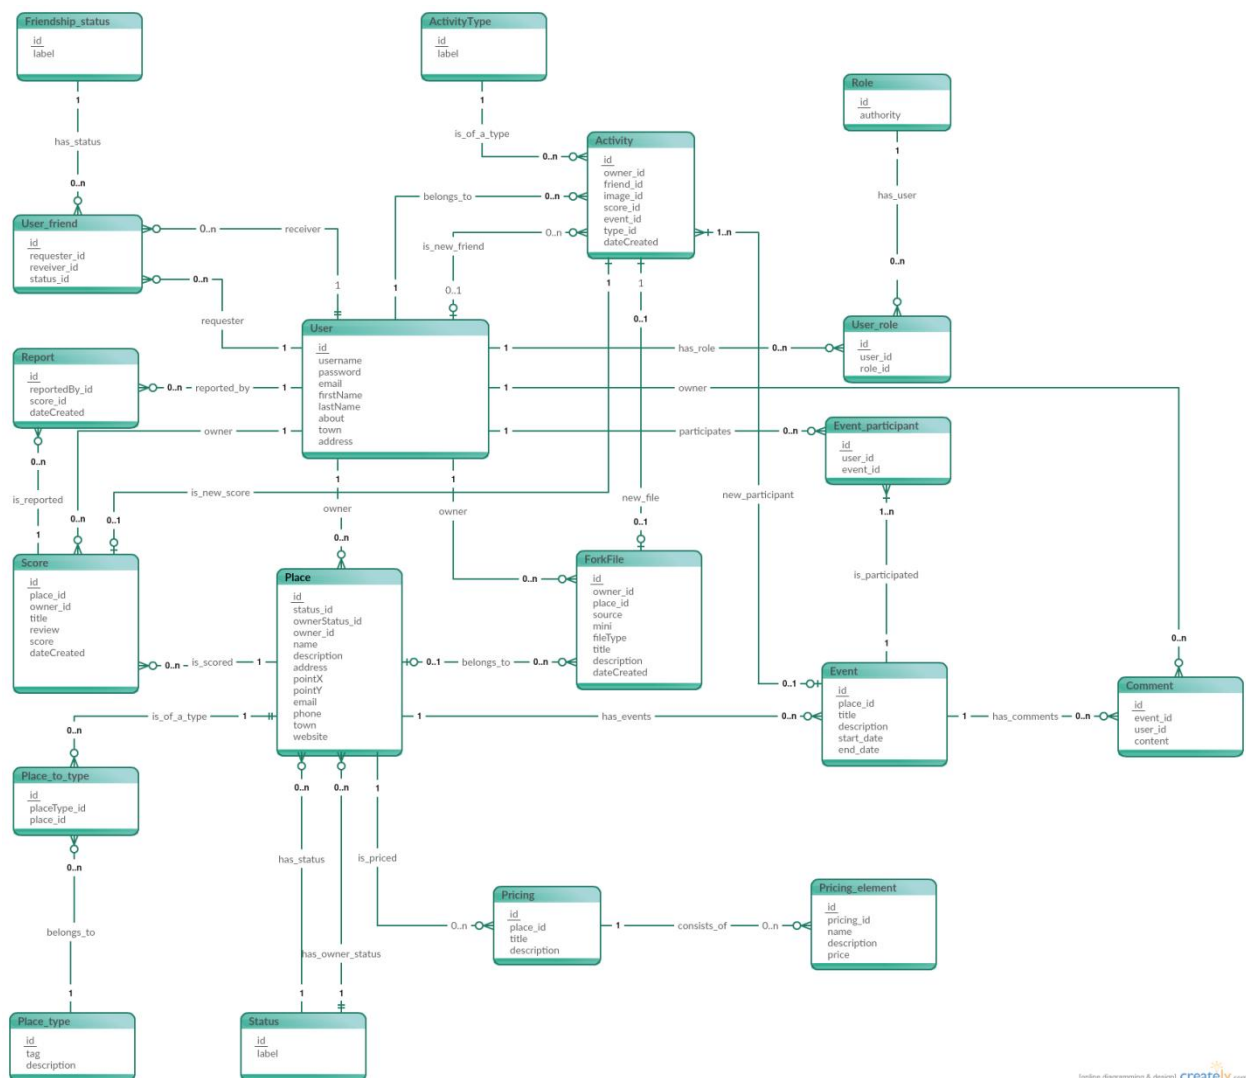 Friendship_status
id
label
1
has_status
0..n
ActivityType
id
label
1
is_of_a_type
0..n
Role
id
authority
1
has_user
0..n
Activity
id
owner_id
friend_id
image_id
score_id
event_id
type_id
dateCreated
belongs_to
0..n
1
is_new_friend
0..n
0..1
1..n
1
1
0..1
User_friend
id
requester_id
reveiver_id
status_id
0..n
receiver
1
0..n
requester
1
User
id
username
password
email
firstName
lastName
about
town
address
1
has_role
0..n
User_role
id
user_id
role_id
Report
id
reportedBy_id
score_id
dateCreated
0..n
reported_by
1
1
owner
owner
1
1
participates
0..n
Event_participant
id
user_id
event_id
0..n
is_reported
1
0..n
0..1
is_new_score
1
owner
0..n
1
owner
0..n
new_file
0..1
new_participant
0..1
1..n
is_participated
1
0..n
Score
id
place_id
owner_id
title
review
score
dateCreated
0..n
is_scored
1
Place
id
status_id
ownerStatus_id
owner_id
name
description
address
pointX
pointY
email
phone
town
website
0..1
belongs_to
0..n
ForkFile
id
owner_id
place_id
source
mini
fileType
title
description
dateCreated
1
has_events
0..n
Event
id
place_id
title
description
start_date
end_date
1
has_comments
0..n
Comment
id
event_id
user_id
content
is_of_a_type
1
0..n
Place_to_type
id
placeType_id
place_id
0..n
belongs_to
1
0..n
has_status
1
0..n
has_owner_status
1
1
is_priced
0..n
Pricing
id
place_id
title
description
1
consists_of
0..n
Pricing_element
id
pricing_id
name
description
price
Place_type
id
tag
description
Status
id
label